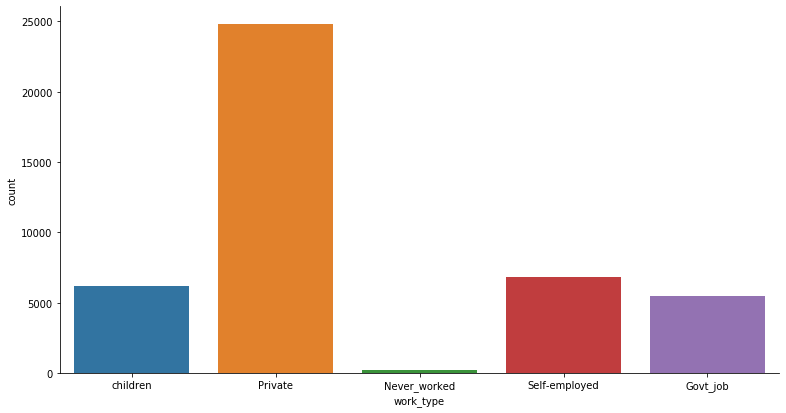 25000
20000
15000
10000
5000
0
count
children Private Never_worked Self-employed Govt_job
work_type